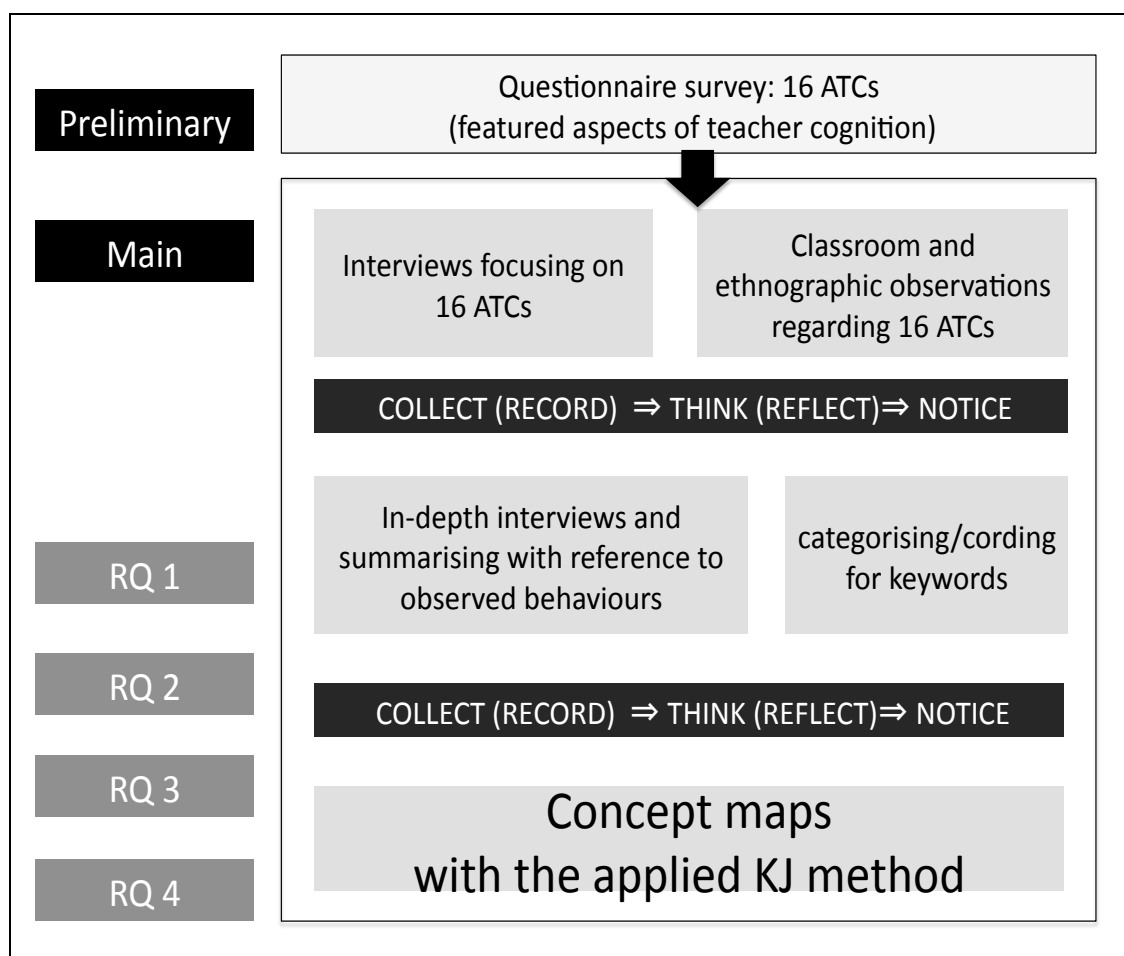 Preliminary
Questionnaire survey: 16 ATCs
(featured aspects of teacher cognition)
Main
Interviews focusing on
16 ATCs
Classroom and
ethnographic observations
regarding 16 ATCs
COLLECT (RECORD) ⇒ THINK (REFLECT)⇒ NOTICE
RQ 1
In-depth interviews and
summarising with reference to
observed behaviours
categorising/cording
for keywords
RQ 2
COLLECT (RECORD) ⇒ THINK (REFLECT)⇒ NOTICE
RQ 3
Concept maps
with the applied KJ method
RQ 4